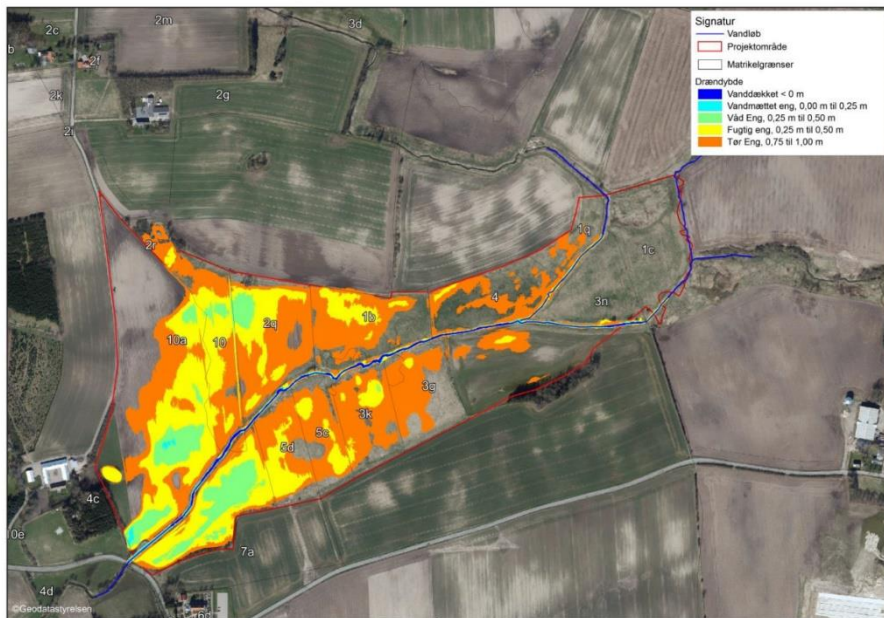 Signatur
Vandløb
Projektområde
Matrikelgrænser
Drændybde
Vanddækket < 0 m
Vandmættet eng, 0,00 m til 0,25 m
Våd Eng, 0,25 m til 0,50 m
Fugtig eng, 0,25 m til 0,50 m
Tør Eng, 0,75 til 1,00 m
2c
2m
3d
b
2f
2k
2g
2i
2r
1q
1c
4
3n
10a
10
2q
1b
3g
3k
5c
5d
4c
10e
7a
4d
©Geodatastyrelsen